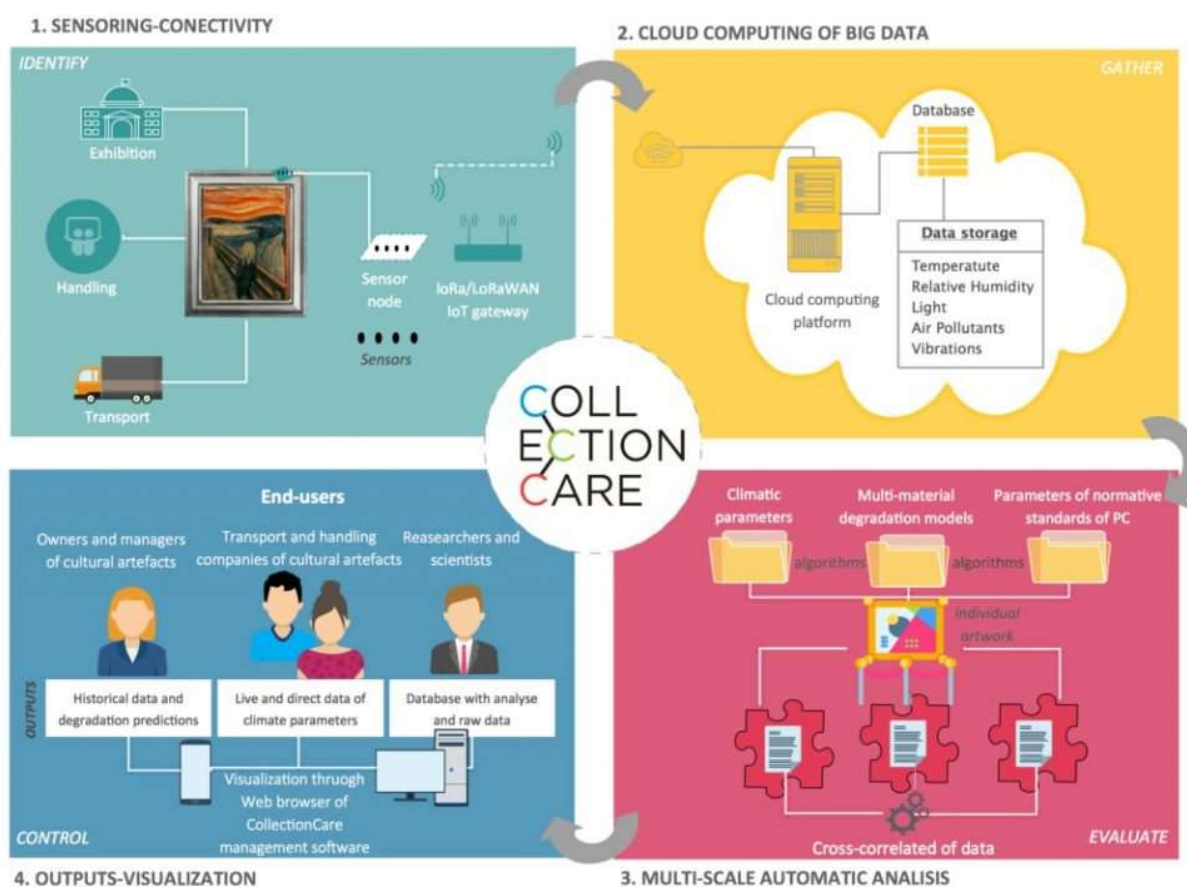 1. SENSORING-CONECTIVITY
IDENTIFY
Exhibition
Handling
Transport
Sensor
node
Sensors
loRa/LoRaWAN
IoT gateway
2. CLOUD COMPUTING OF BIG DATA
GATHER
Database
Cloud computing
platform
Data storage
Temperatute
Relative Humidity
Light
Air Pollutants
Vibrations
COLL
ECTION
CARE
Climatic
parameters
Multi-material
degradation models
Parameters of normative
standards of PC
algorithms
algorithms
individual
artwork
Cross-correlated of data
EVALUATE
3. MULTI-SCALE AUTOMATIC ANALISIS
End-users
Owners and managers
of cultural artefacts
Transport and handling
companies of cultural artefacts
Reasearchers and
scientists
OUTPUTS
Historical data and
degradation predictions
Live and direct data of
climate parameters
Database with analyse
and raw data
Visualization thruogh
Web browser of
CollectionCare
management software
CONTROL
4. OUTPUTS-VISUALIZATION